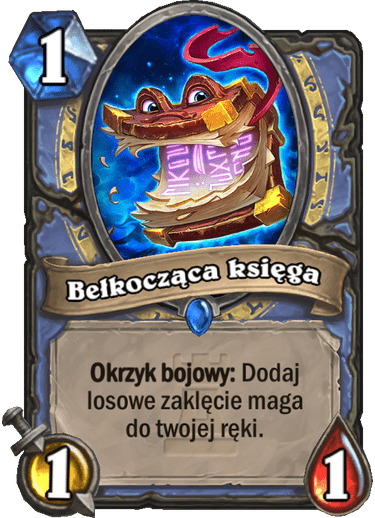 1
Bełkocząca księga
Okrzyk bojowy: Dodaj
losowe zaklęcie maga
do twojej ręki.
1
1